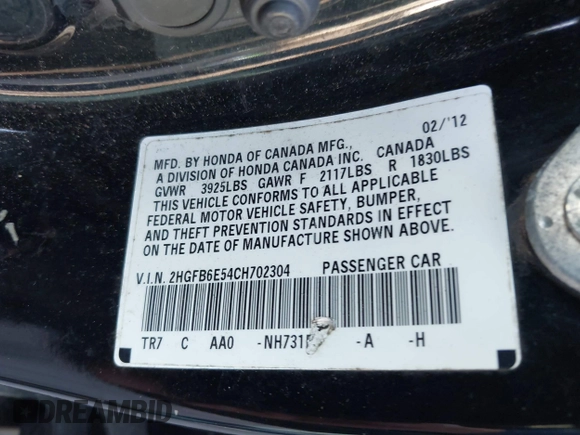 02/'12
MFD. BY HONDA OF CANADA MFG.,
A DIVISION OF HONDA CANADA INC. CANADA
GVWR 3925LBS GAWR F 2117LBS R 1830LBS
THIS VEHICLE CONFORMS TO ALL APPLICABLE
FEDERAL MOTOR VEHICLE SAFETY, BUMPER,
AND THEFT PREVENTION STANDARDS IN EFFECT
ON THE DATE OF MANUFACTURE SHOWN ABOVE.
V.I.N. 2HGFB6E54CH702304 PASSENGER CAR
TR7 C AA0 -NH731P -A -H
DREAMBID